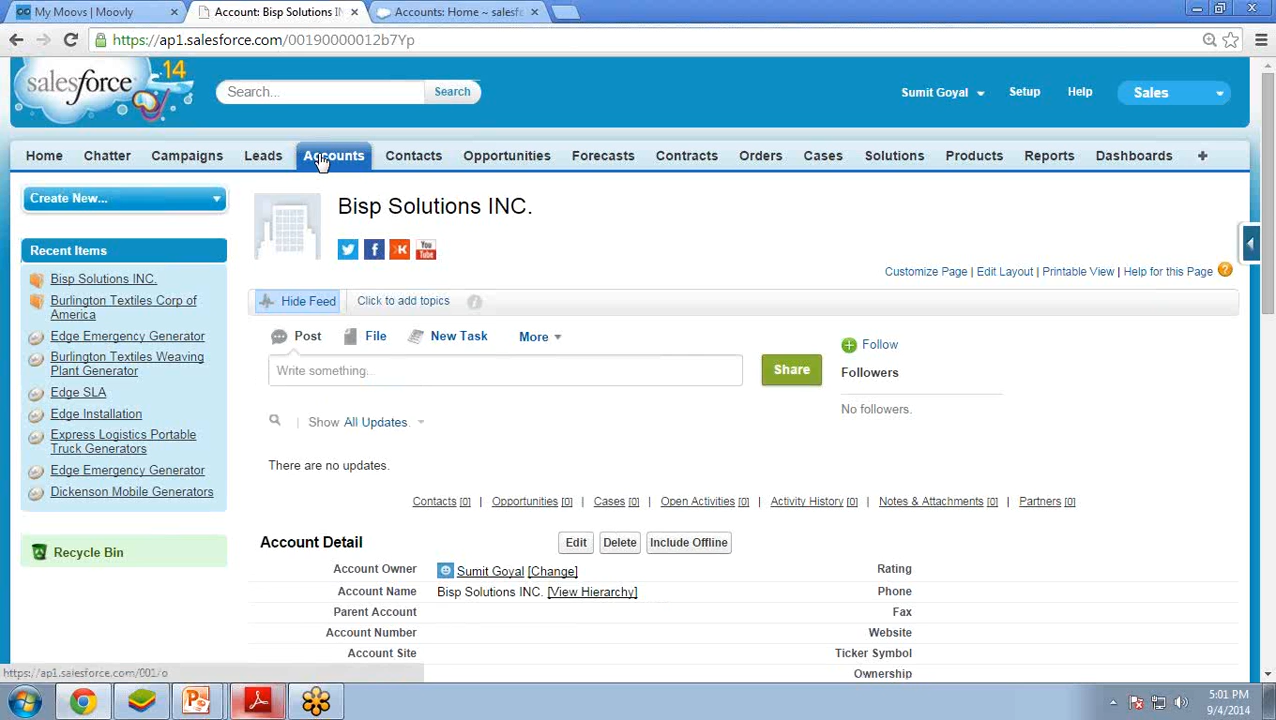 My Moovs | Moovly
Account: Bisp Solutions IN
Accounts: Home ~ salesf
https://ap1.salesforce.com/00190000012b7Yp
salesforce
14
Search...
Search
Sumit Goyal
Setup
Help
Sales
Home
Chatter
Campaigns
Leads
Accounts
Contacts
Opportunities
Forecasts
Contracts
Orders
Cases
Solutions
Products
Reports
Dashboards
+
Create New...
Recent Items
Bisp Solutions INC.
Burlington Textiles Corp of
America
Edge Emergency Generator
Burlington Textiles Weaving
Plant Generator
Edge SLA
Edge Installation
Express Logistics Portable
Truck Generators
Edge Emergency Generator
Dickenson Mobile Generators
Recycle Bin
Bisp Solutions INC.
You
Tube
Customize Page | Edit Layout | Printable View | Help for this Page
Hide Feed
Click to add topics
Post
File
New Task
More
Write something...
Share
Follow
Followers
No followers.
Show All Updates
There are no updates.
Contacts [0] | Opportunities [0] | Cases [0] | Open Activities [0] | Activity History [0] | Notes & Attachments [0] | Partners [0]
Account Detail
Edit
Delete
Include Offline
Account Owner
Sumit Goyal [Change]
Rating
Account Name
Bisp Solutions INC. [View Hierarchy]
Phone
Parent Account
Fax
Account Number
Website
Account Site
Ticker Symbol
Ownership
https://ap1.salesforce.com/001/o
5:01 PM
9/4/2014